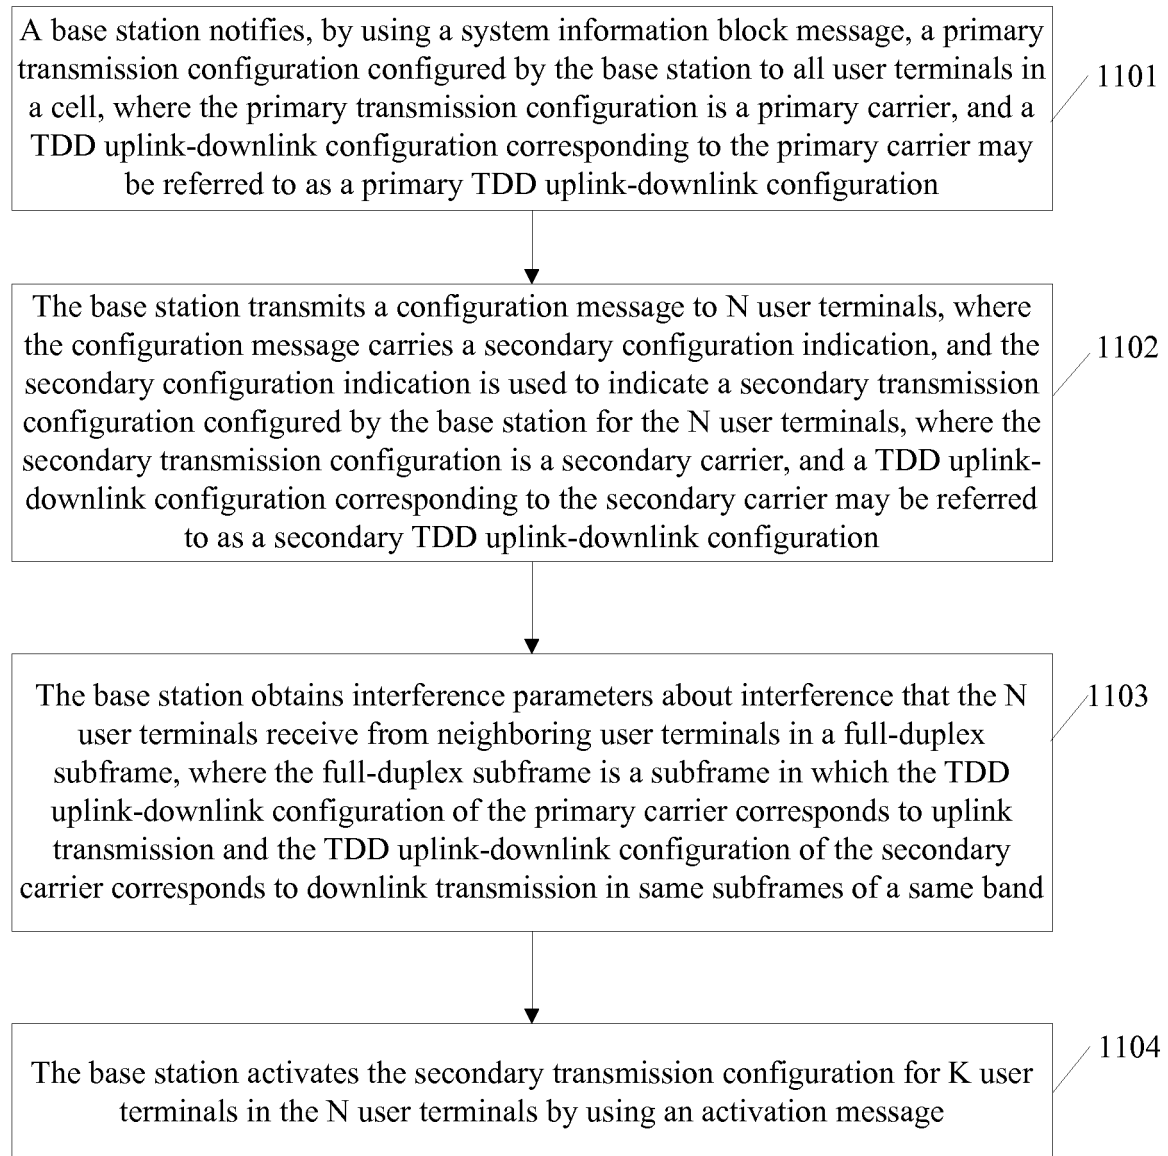 A base station notifies, by using a system information block message, a primary
transmission configuration configured by the base station to all user terminals in
a cell, where the primary transmission configuration is a primary carrier, and a
TDD uplink-downlink configuration corresponding to the primary carrier may
be referred to as a primary TDD uplink-downlink configuration
1101
The base station transmits a configuration message to N user terminals, where
the configuration message carries a secondary configuration indication, and the
secondary configuration indication is used to indicate a secondary transmission
configuration configured by the base station for the N user terminals, where the
secondary transmission configuration is a secondary carrier, and a TDD uplink-
downlink configuration corresponding to the secondary carrier may be referred
to as a secondary TDD uplink-downlink configuration
1102
The base station obtains interference parameters about interference that the N
user terminals receive from neighboring user terminals in a full-duplex
subframe, where the full-duplex subframe is a subframe in which the TDD
uplink-downlink configuration of the primary carrier corresponds to uplink
transmission and the TDD uplink-downlink configuration of the secondary
carrier corresponds to downlink transmission in same subframes of a same band
1103
The base station activates the secondary transmission configuration for K user
terminals in the N user terminals by using an activation message
1104